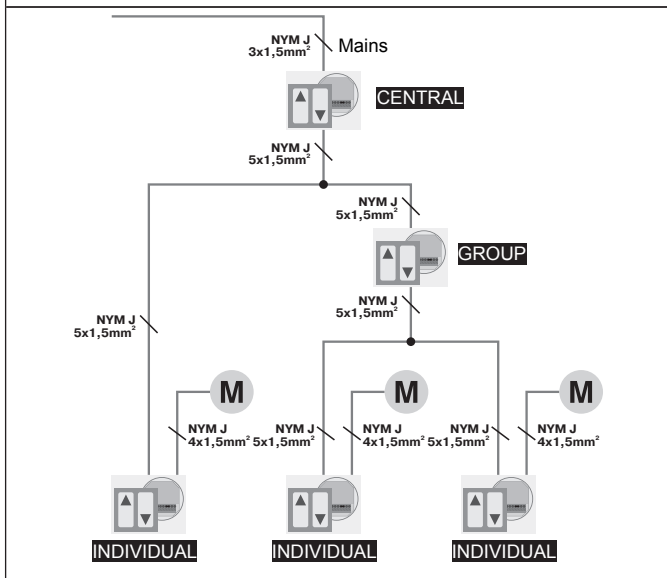 NYM J
3x1,5mm²
Mains
CENTRAL
NYM J
5x1,5mm²
NYM J
5x1,5mm²
GROUP
NYM J
5x1,5mm²
NYM J
5x1,5mm²
M
M
M
NYM J
4x1,5mm²
NYM J
5x1,5mm²
NYM J
4x1,5mm²
NYM J
5x1,5mm²
NYM J
4x1,5mm²
INDIVIDUAL
INDIVIDUAL
INDIVIDUAL